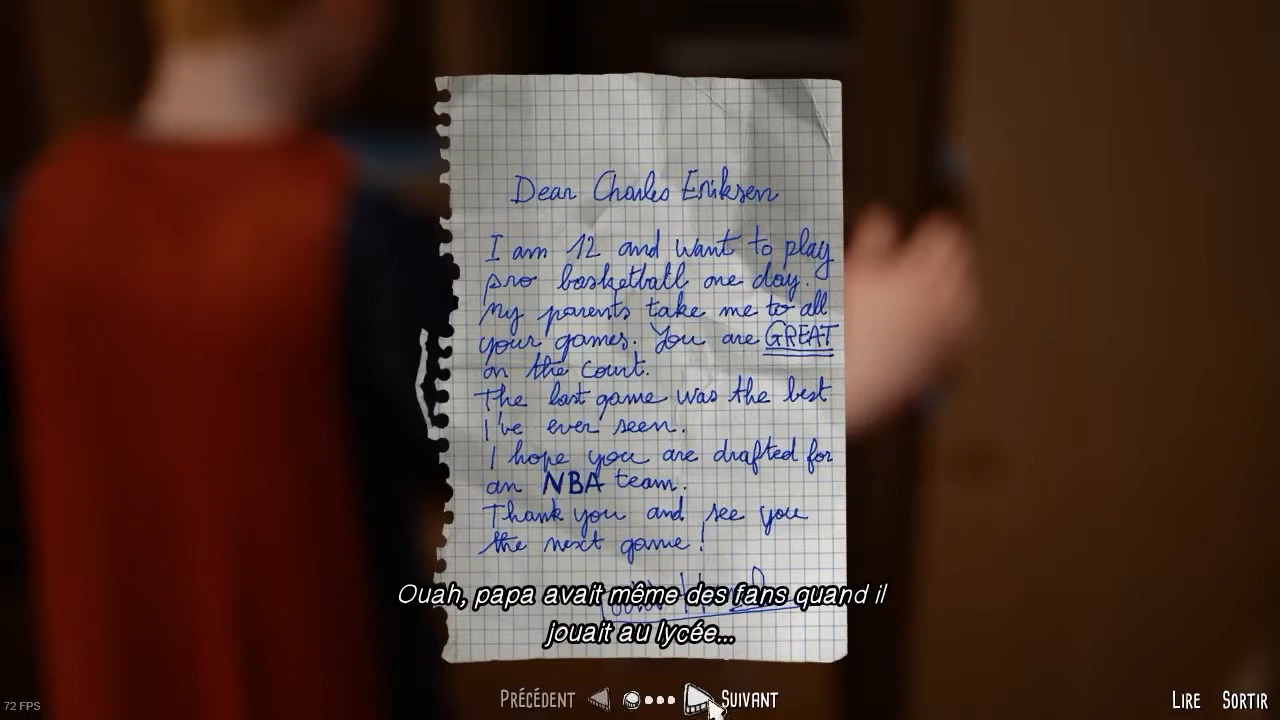 Dear Charles Eriksen
I am 12 and want to play
pro basketball one day.
My parents take me to all
your games. You are GREAT
on the court.
The last game was the best
I've ever seen.
I hope you are drafted for
an NBA team.
Thank you and see you
the next game!
Ouah, papa avait même des fans quand il
jouait au lycée...
PRÉCÉDENT
SUIVANT
LIRE
SORTIR
72 FPS